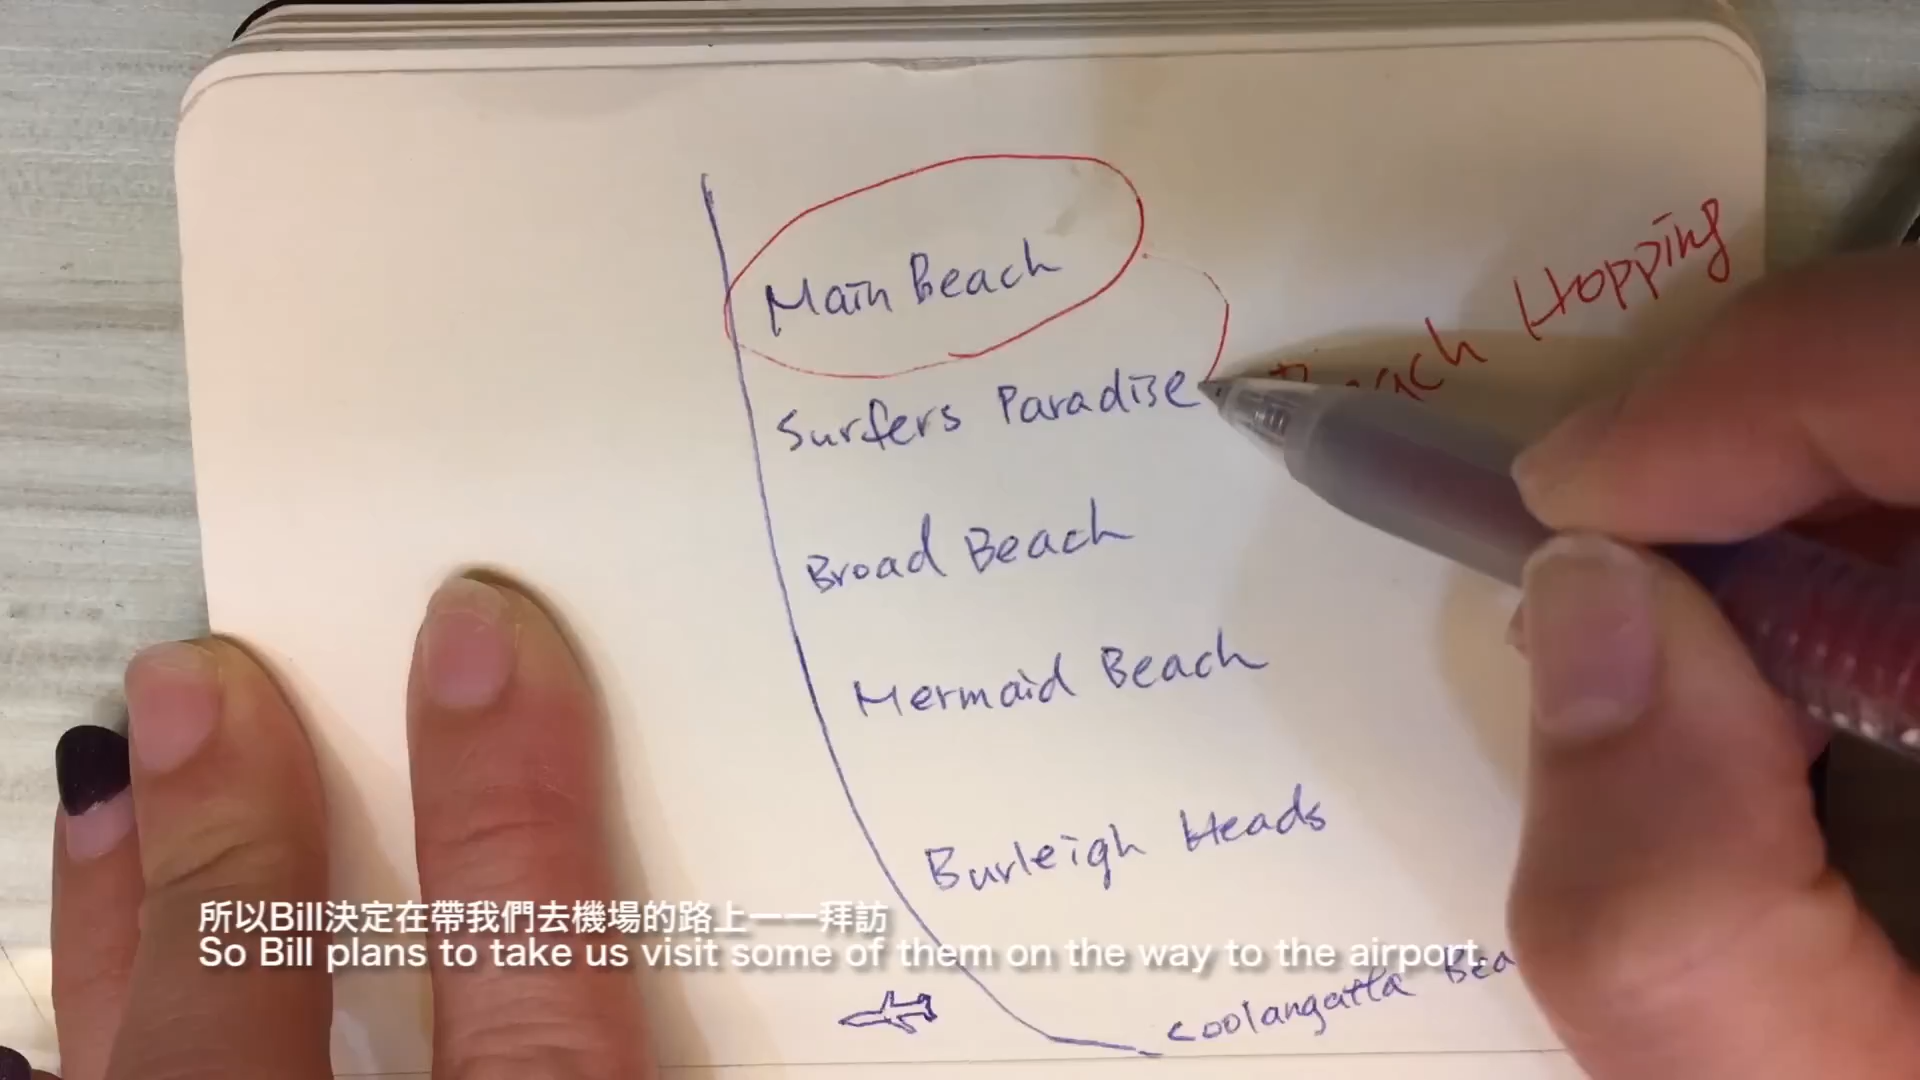 Main Beach
Beach Hopping
Surfers Paradise
Broad Beach
Mermaid Beach
Burleigh Heads
所以Bill決定在帶我們去機場的路上一一拜訪
So Bill plans to take us visit some of them on the way to the airport.
Coolangatta Bea